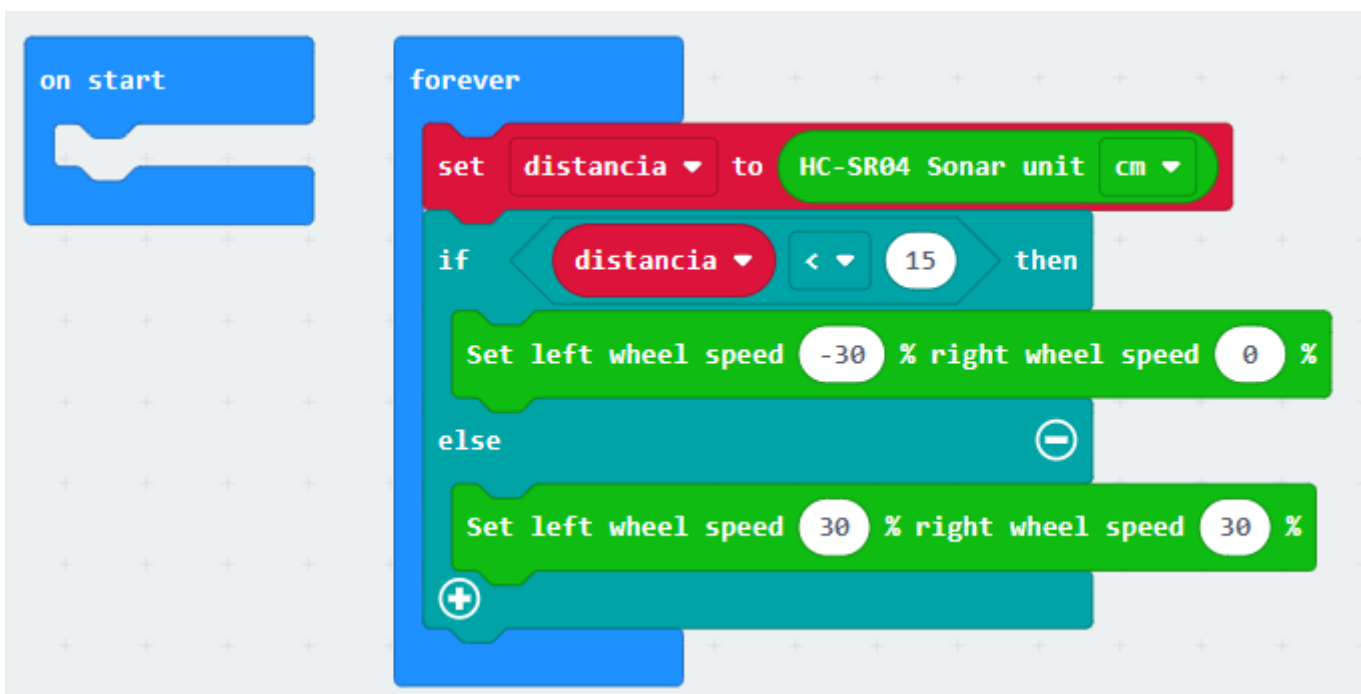 on start
forever
set distancia to HC-SR04 Sonar unit cm
if distancia < 15 then
Set left wheel speed -30 % right wheel speed 0 %
else
Set left wheel speed 30 % right wheel speed 30 %